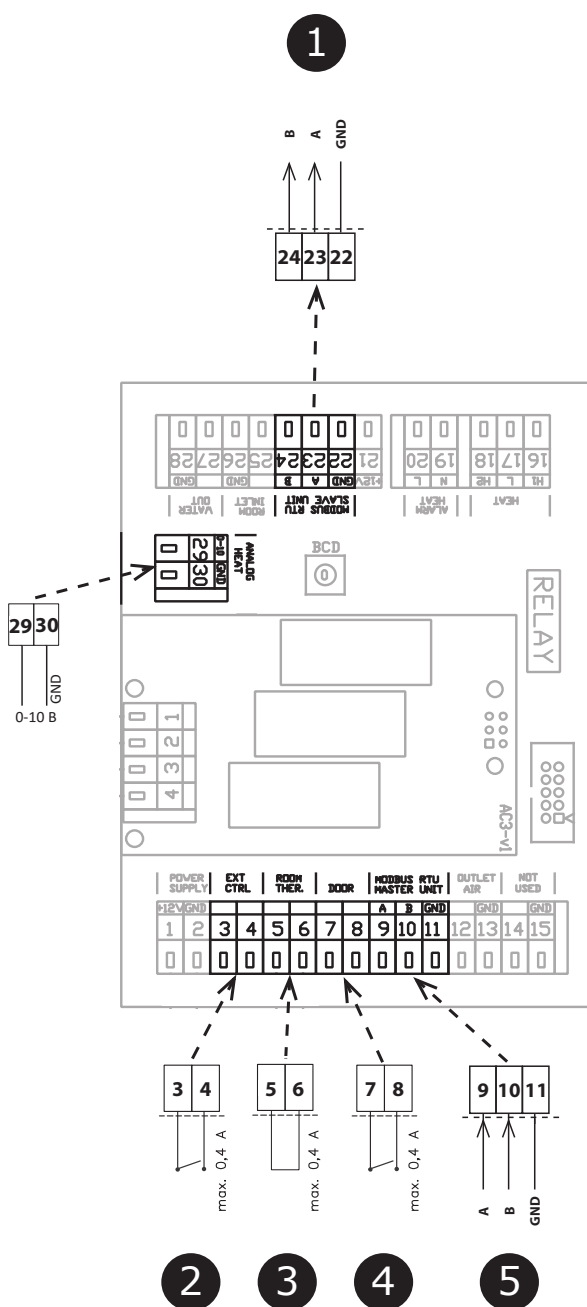 1
B A GND
24 23 22
28 27 26 25 24 23 22 21 20 19 18 17 16
GND GND B A GND +12V L N H2 L H1
WATER OUT
ROOM INLET
MODBUS RTU SLAVE UNIT
ALARM HEAT
HEAT
29 30
0-10 GND
ANALOG HEAT
BCD
RELAY
29 30
0-10 B GND
1
2
3
4
AC3-v1
POWER SUPPLY
EXT CTRL
ROOM THER.
DOOR
MODBUS RTU MASTER UNIT
OUTLET AIR
NOT USED
+12V GND A B GND GND GND
1 2 3 4 5 6 7 8 9 10 11 12 13 14 15
3 4
max. 0,4 A
5 6
max. 0,4 A
7 8
max. 0,4 A
9 10 11
A B GND
2 3 4 5